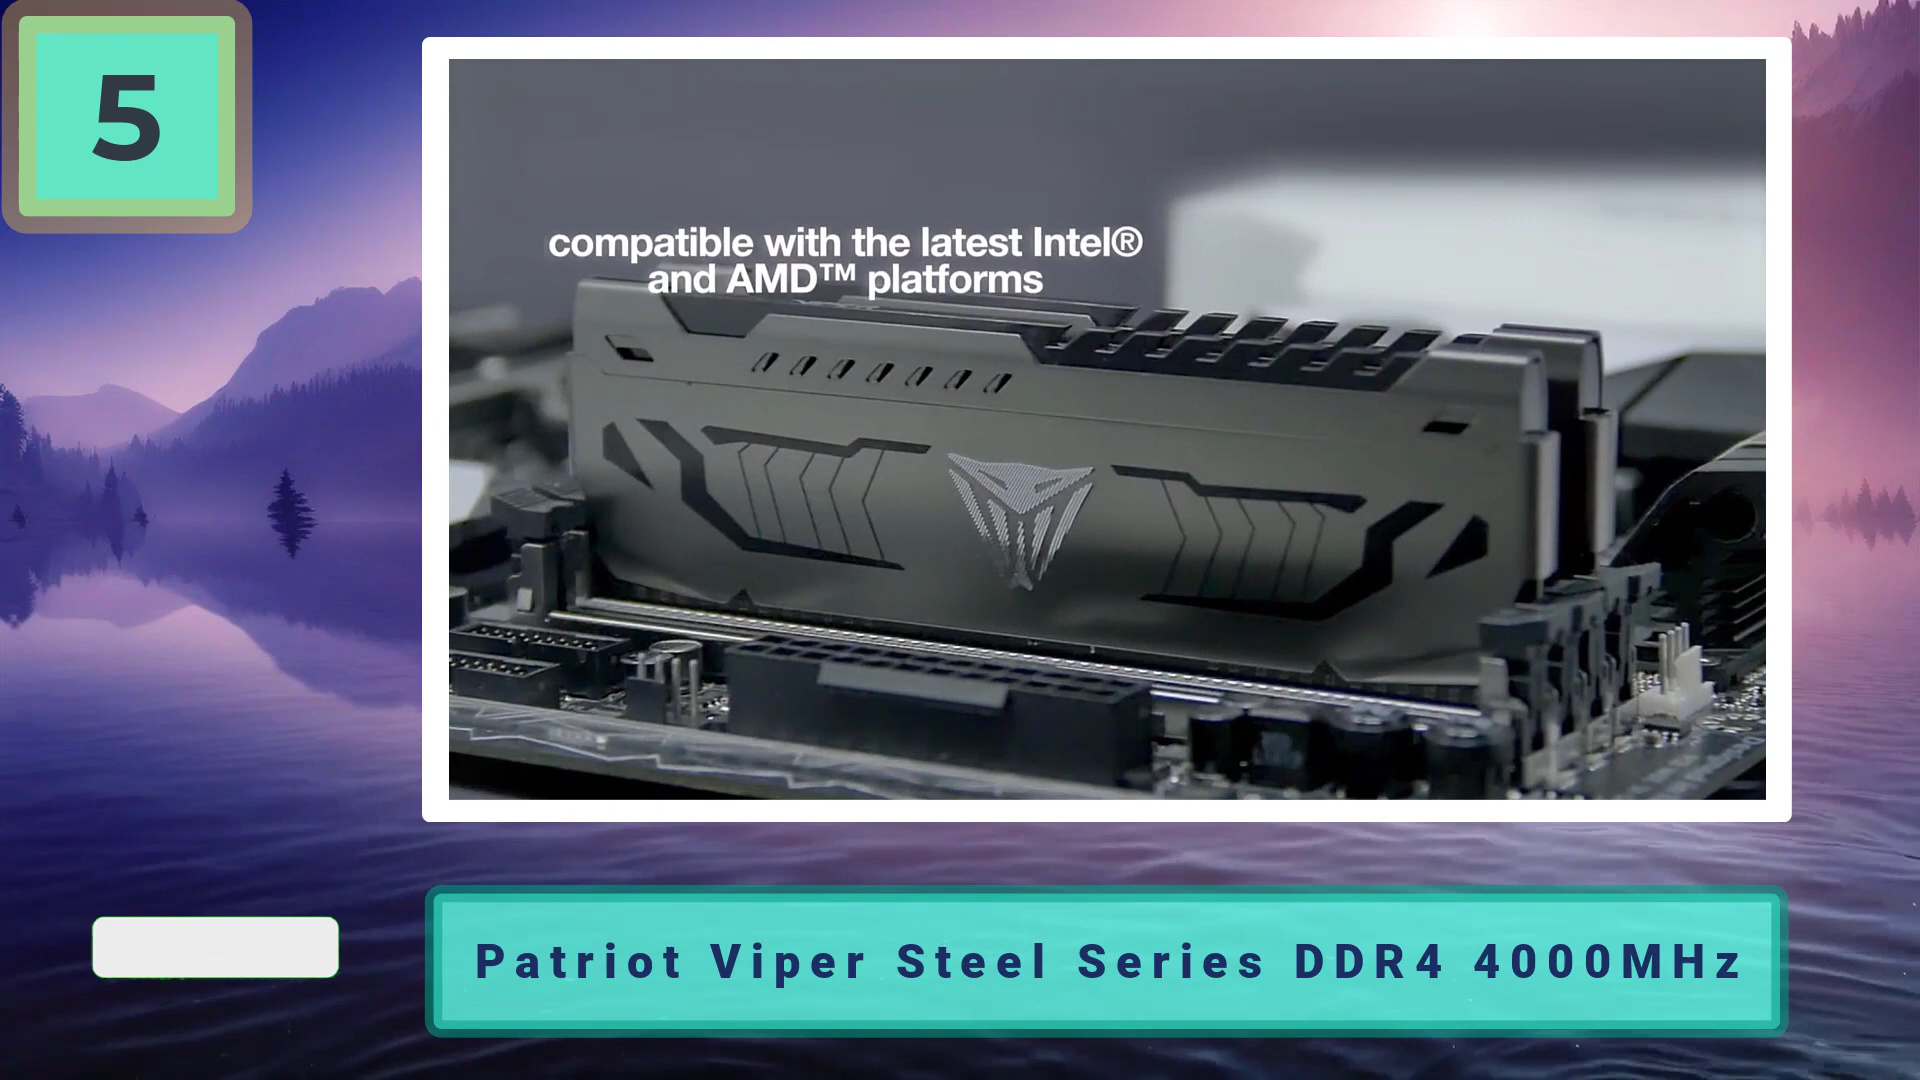 5
compatible with the latest Intel®
and AMD™ platforms
Patriot Viper Steel Series DDR4 4000MHz